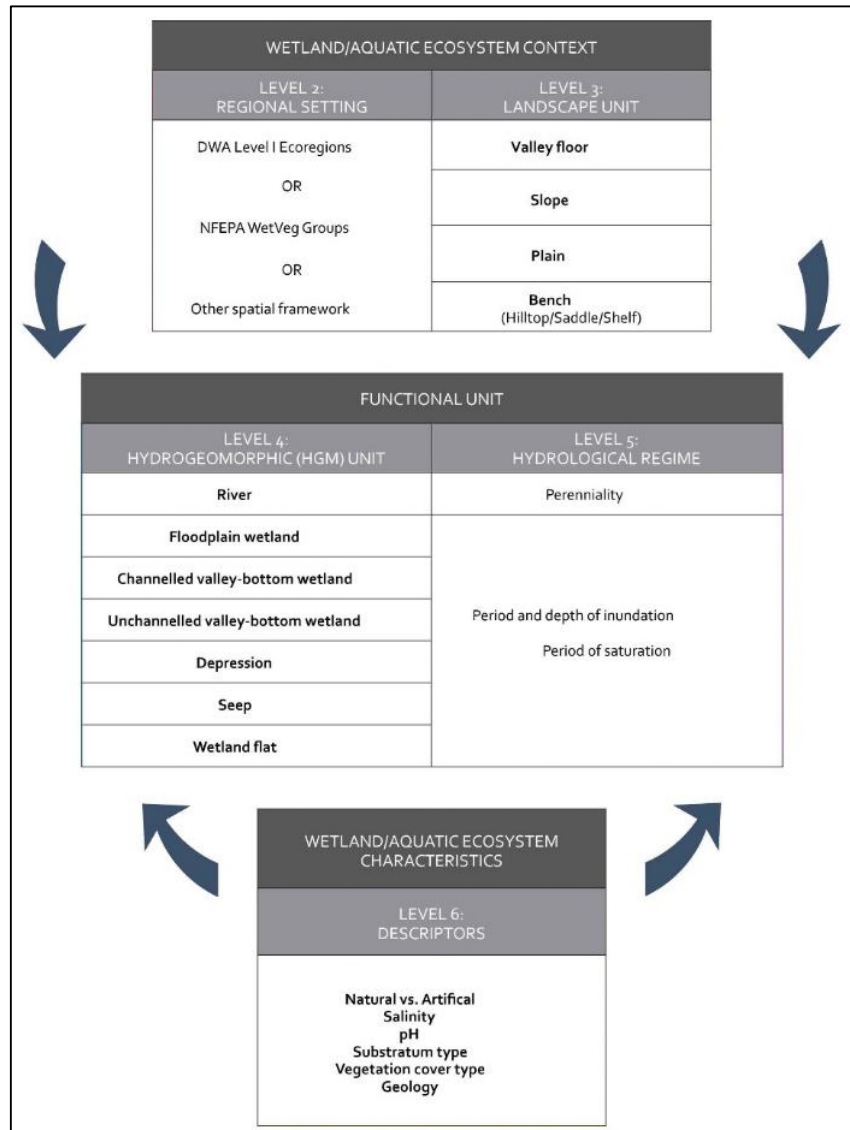 WETLAND/AQUATIC ECOSYSTEM CONTEXT
LEVEL 2:
REGIONAL SETTING
LEVEL 3:
LANDSCAPE UNIT
DWA Level I Ecoregions
OR
NFEPA WetVeg Groups
OR
Other spatial framework
Valley floor
Slope
Plain
Bench
(Hilltop/Saddle/Shelf)
FUNCTIONAL UNIT
LEVEL 4:
HYDROGEOMORPHIC (HGM) UNIT
LEVEL 5:
HYDROLOGICAL REGIME
River
Perenniality
Floodplain wetland
Channelled valley-bottom wetland
Unchannelled valley-bottom wetland
Depression
Seep
Wetland flat
Period and depth of inundation
Period of saturation
WETLAND/AQUATIC ECOSYSTEM
CHARACTERISTICS
LEVEL 6:
DESCRIPTORS
Natural vs. Artifical
Salinity
pH
Substratum type
Vegetation cover type
Geology